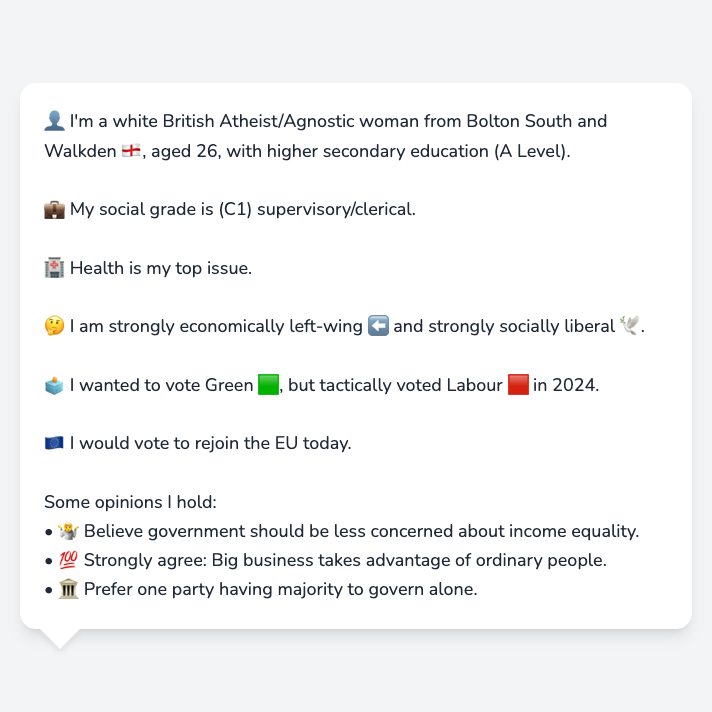 👤 I'm a white British Atheist/Agnostic woman from Bolton South and
Walkden 🏴󠁧󠁢󠁥󠁮󠁧󠁿, aged 26, with higher secondary education (A Level).
💼 My social grade is (C1) supervisory/clerical.
🏥 Health is my top issue.
🤔 I am strongly economically left-wing ⬅️ and strongly socially liberal 🕊️.
🗳️ I wanted to vote Green 🟩, but tactically voted Labour 🟥 in 2024.
🇪🇺 I would vote to rejoin the EU today.
Some opinions I hold:
• 🤷 Believe government should be less concerned about income equality.
• 💯 Strongly agree: Big business takes advantage of ordinary people.
• 🏛️ Prefer one party having majority to govern alone.